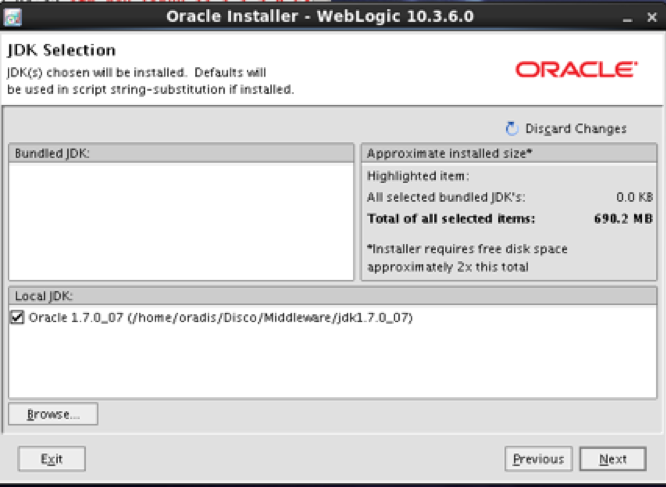 Oracle Installer - WebLogic 10.3.6.0
JDK Selection
JDK(s) chosen will be installed. Defaults will
be used in script string-substitution if installed.
ORACLE
Discard Changes
Bundled JDK:
Approximate installed size*
Highlighted item:
All selected bundled JDK's: 0.0 KB
Total of all selected items: 690.2 MB
*Installer requires free disk space
approximately 2x this total
Local JDK:
Oracle 1.7.0_07 (/home/oradis/Disco/Middleware/jdk1.7.0_07)
Browse...
Exit
Previous
Next